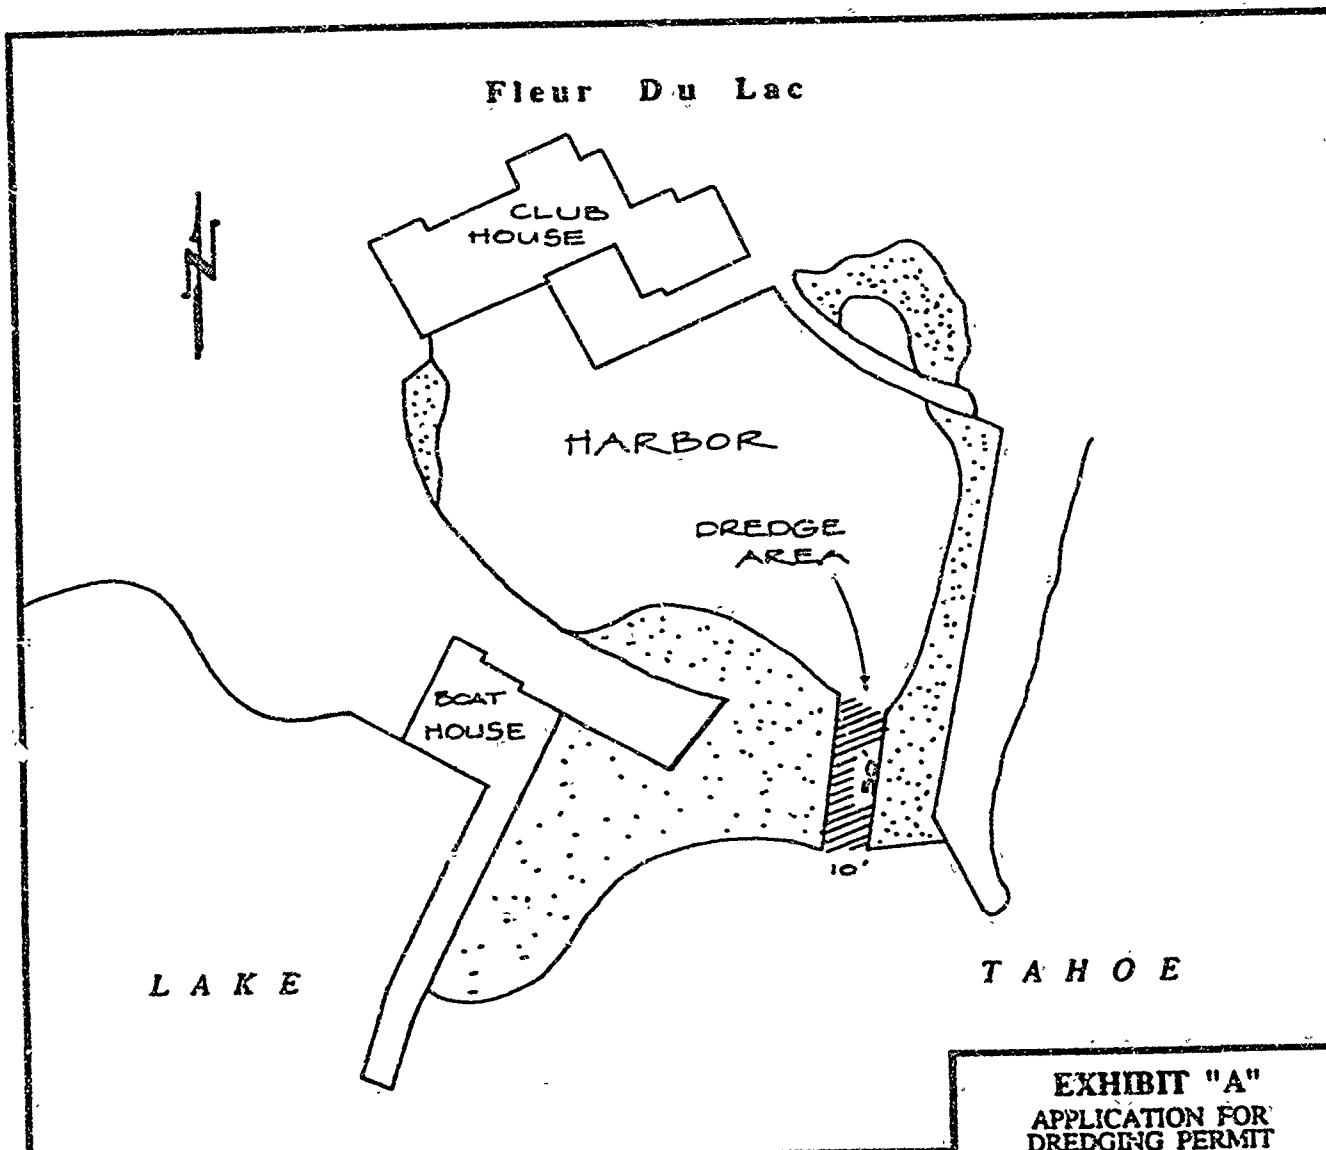 Fleur Du Lac
N
CLUB
HOUSE
HARBOR
DREDGE
AREA
BOAT
HOUSE
50'
10'
LAKE
TAHOE
EXHIBIT "A"
APPLICATION FOR
DREDGING PERMIT